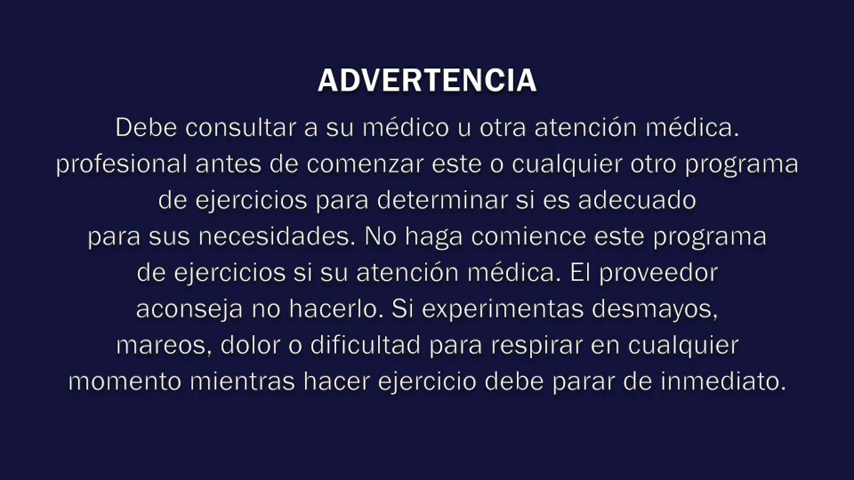 ADVERTENCIA
Debe consultar a su médico u otra atención médica.
profesional antes de comenzar este o cualquier otro programa
de ejercicios para determinar si es adecuado
para sus necesidades. No haga comience este programa
de ejercicios si su atención médica. El proveedor
aconseja no hacerlo. Si experimentas desmayos,
mareos, dolor o dificultad para respirar en cualquier
momento mientras hacer ejercicio debe parar de inmediato.